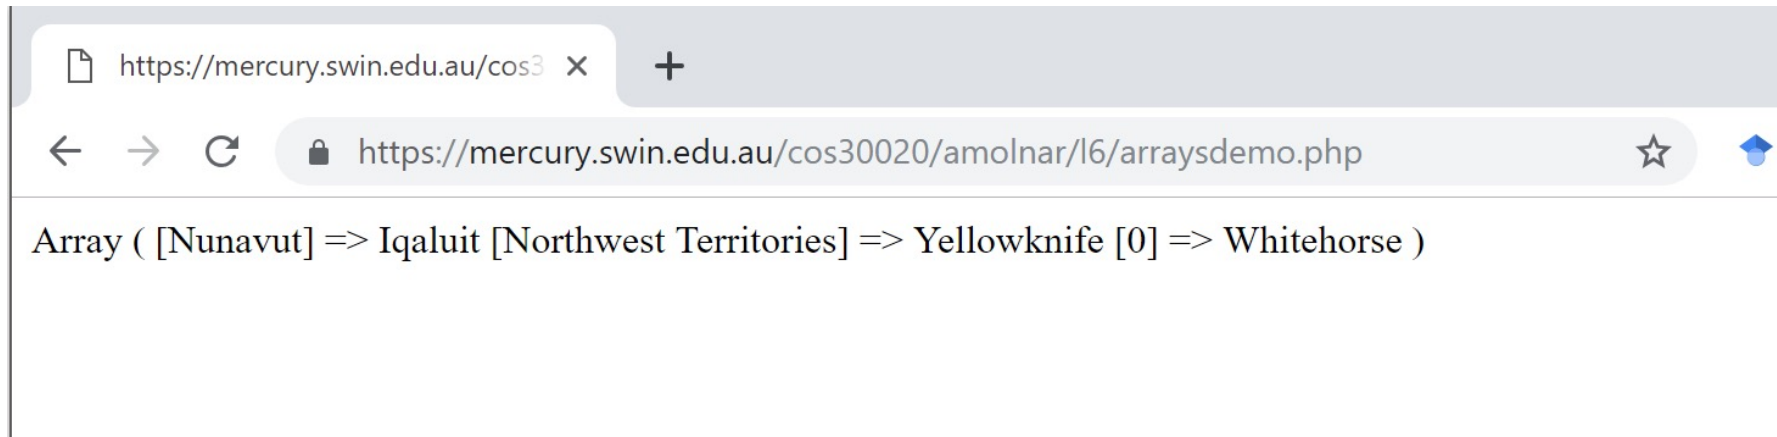 https://mercury.swin.edu.au/cos3
https://mercury.swin.edu.au/cos30020/amolnar/l6/arraysdemo.php
Array ( [Nunavut] => Iqaluit [Northwest Territories] => Yellowknife [0] => Whitehorse )